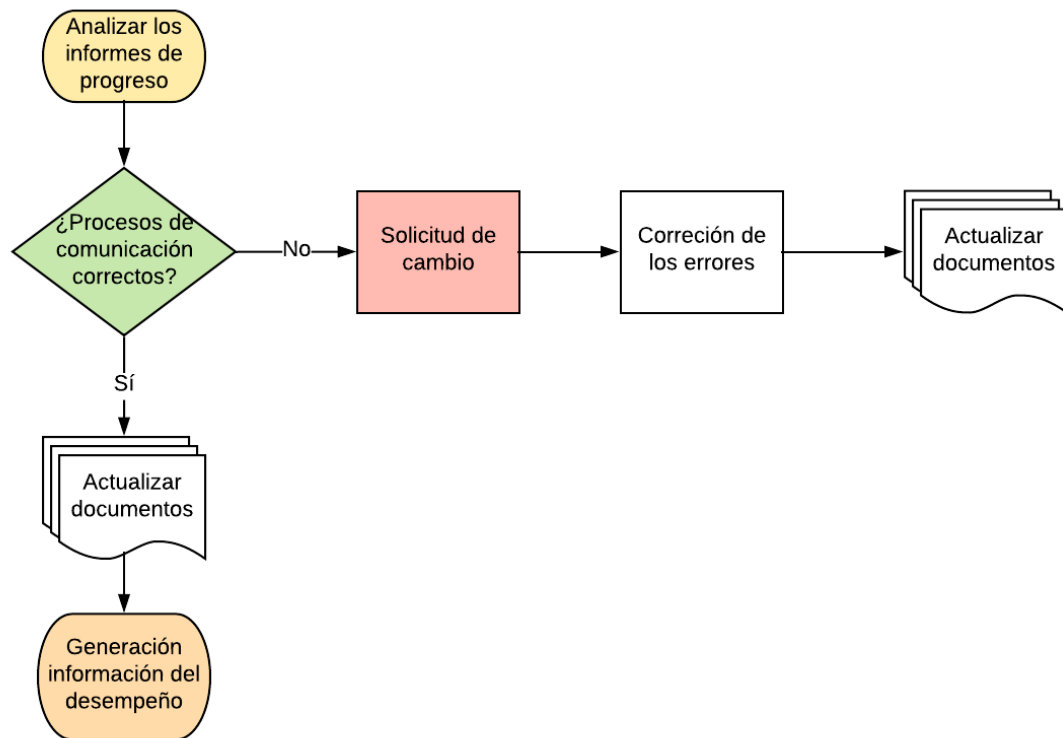 Analizar los
informes de
progreso
¿Procesos de
comunicación
correctos?
No
Solicitud de
cambio
Correción de
los errores
Actualizar
documentos
Sí
Actualizar
documentos
Generación
información del
desempeño